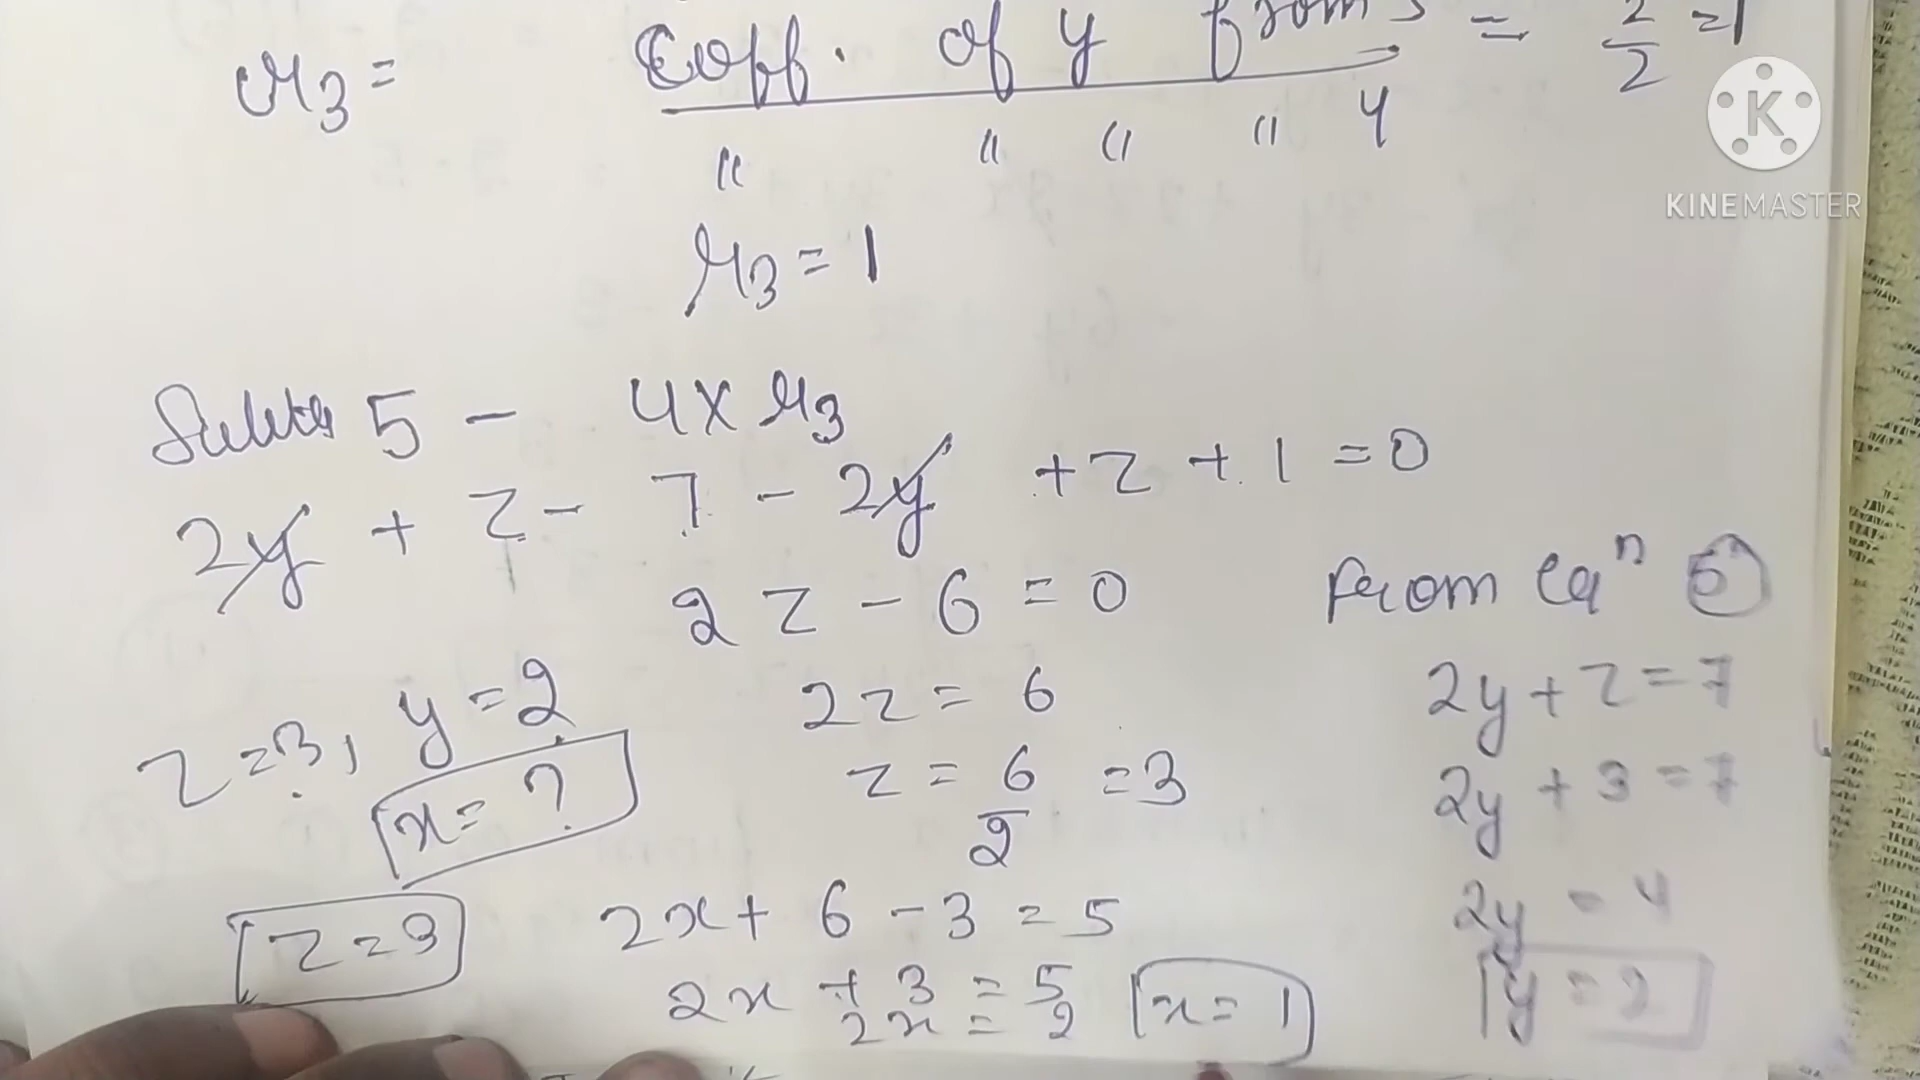 r3 = Coff. of y from 5 = 2/2 = 1
" " " " 4
r3 = 1
5 - 4 x r3
2y + z - 7 - 2y + z + 1 = 0
2z - 6 = 0
z = 3, y = 2
x = ?
2z = 6
z = 6/2 = 3
z = 3
2x + 6 - 3 = 5
2x + 3 = 5
2x = 2
x = 1
From Eqn 5
2y + z = 7
2y + 3 = 7
2y = 4
y = 2
K
KINEMASTER